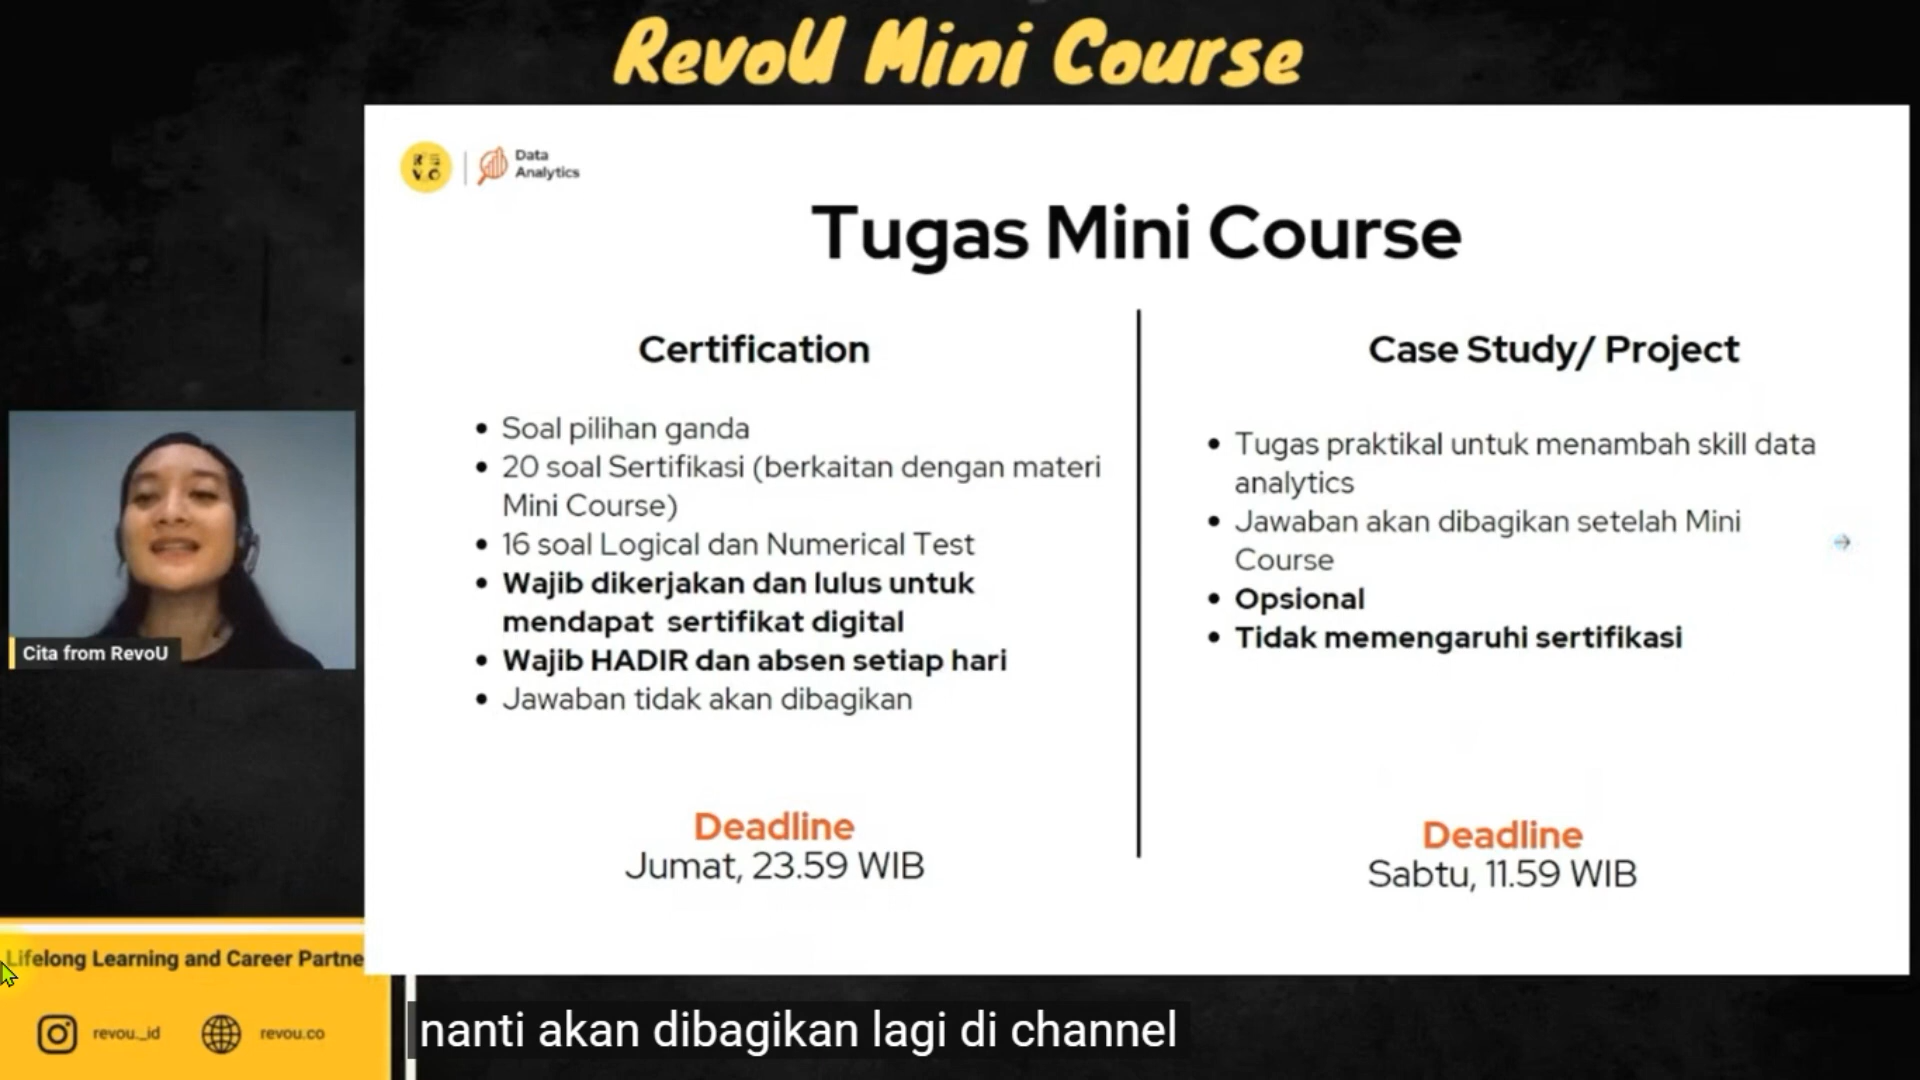 RevoU Mini Course
RE
VO
Data
Analytics
Tugas Mini Course
Certification
• Soal pilihan ganda
• 20 soal Sertifikasi (berkaitan dengan materi
Mini Course)
• 16 soal Logical dan Numerical Test
• Wajib dikerjakan dan lulus untuk
mendapat sertifikat digital
• Wajib HADIR dan absen setiap hari
• Jawaban tidak akan dibagikan
Deadline
Jumat, 23.59 WIB
Case Study/ Project
• Tugas praktikal untuk menambah skill data
analytics
• Jawaban akan dibagikan setelah Mini
Course
• Opsional
• Tidak memengaruhi sertifikasi
Deadline
Sabtu, 11.59 WIB
Cita from RevoU
Lifelong Learning and Career Partne
revou_id
revou.co
nanti akan dibagikan lagi di channel